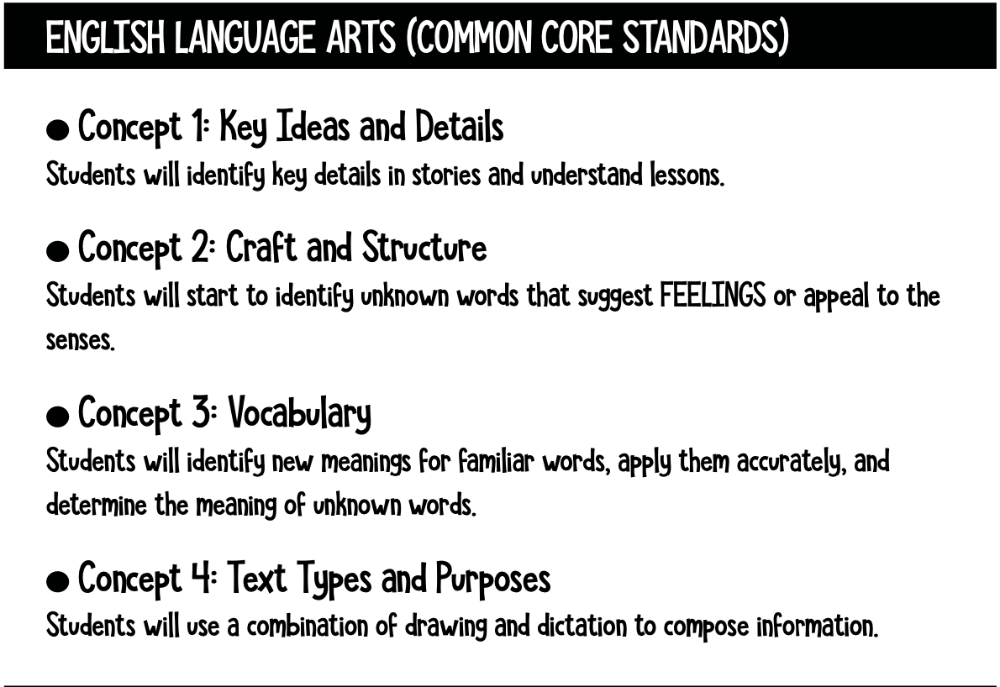 ENGLISH LANGUAGE ARTS (COMMON CORE STANDARDS)
● Concept 1: Key Ideas and Details
Students will identify key details in stories and understand lessons.
● Concept 2: Craft and Structure
Students will start to identify unknown words that suggest FEELINGS or appeal to the
senses.
● Concept 3: Vocabulary
Students will identify new meanings for familiar words, apply them accurately, and
determine the meaning of unknown words.
● Concept 4: Text Types and Purposes
Students will use a combination of drawing and dictation to compose information.